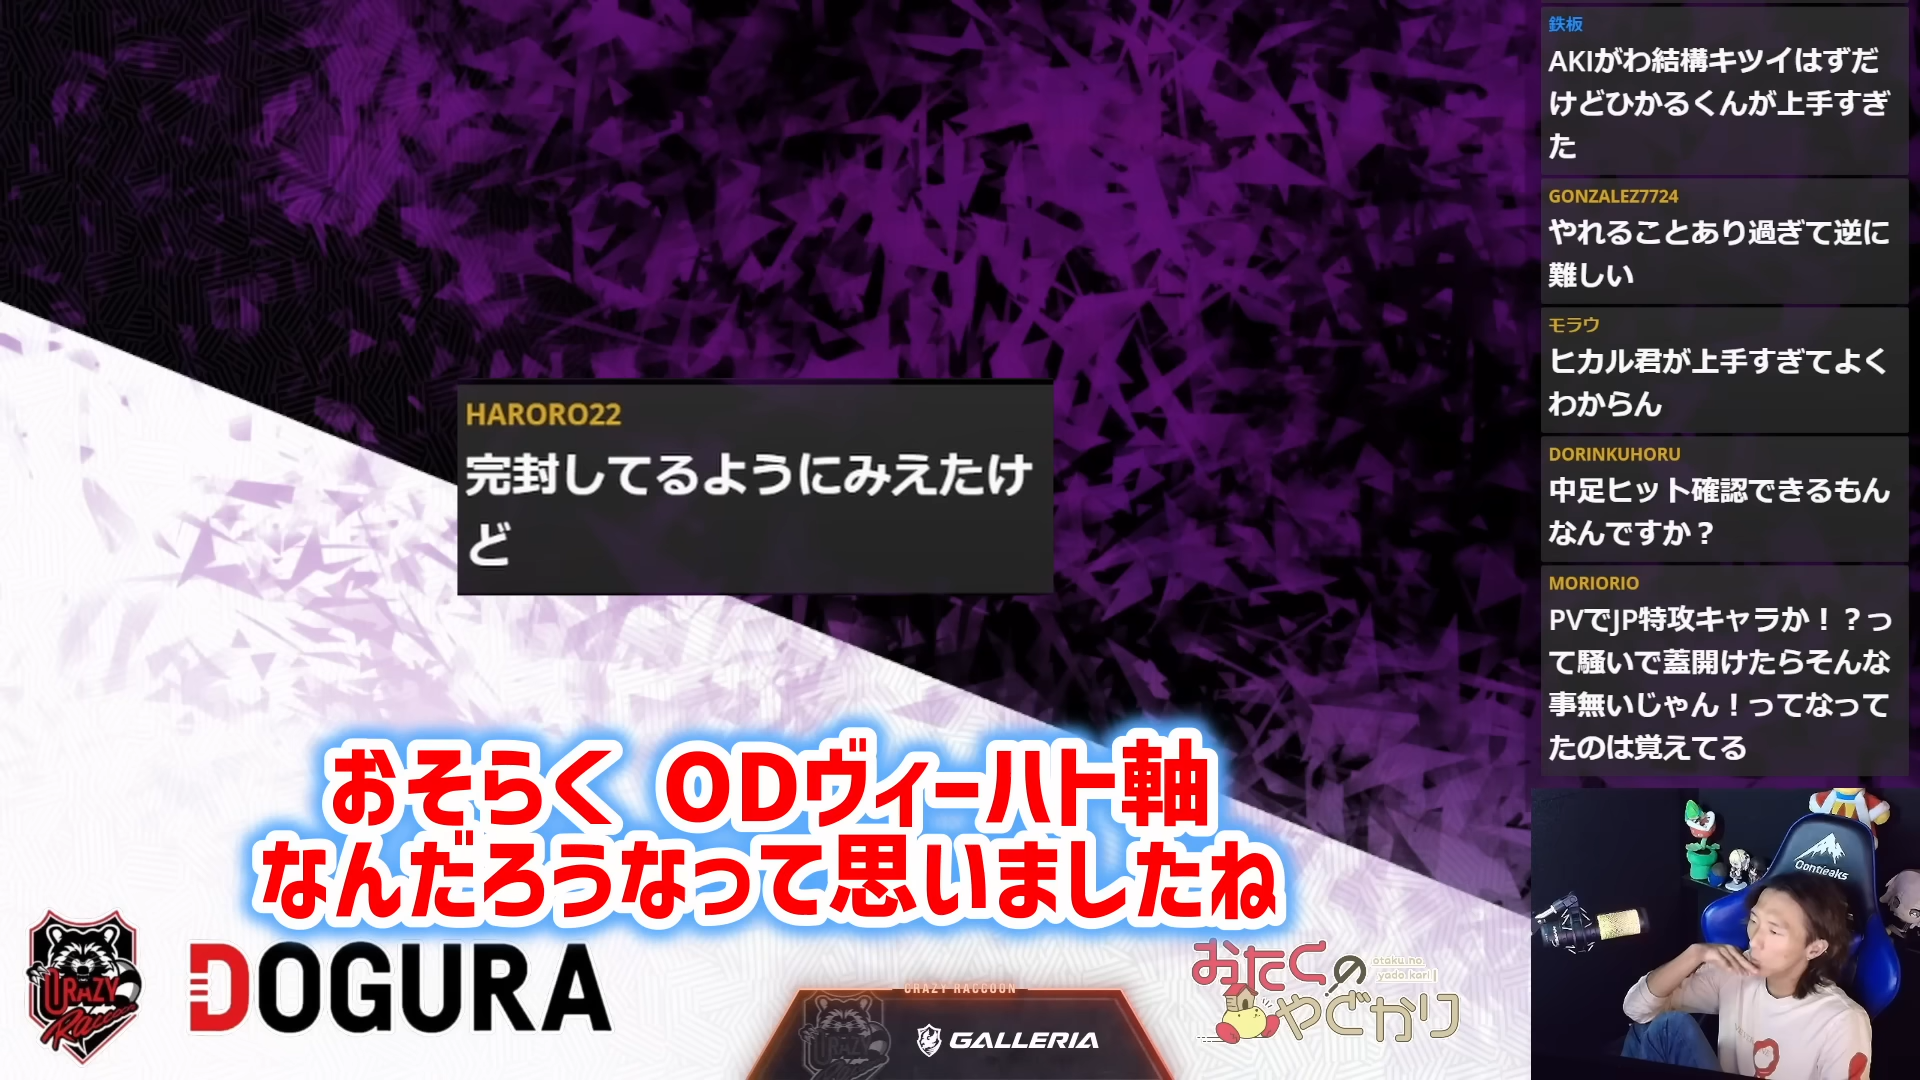 鉄板
AKIがわ結構キツイはずだ
けどひかるくんが上手すぎ
た
GONZALEZ7724
やれることあり過ぎて逆に
難しい
モラウ
ヒカル君が上手すぎてよく
わからん
DORINKUHORU
中足ヒット確認できるもん
なんですか？
MORIORIO
PVでJP特攻キャラか！？っ
て騒いで蓋開けたらそんな
事無いじゃん！ってなって
たのは覚えてる
HARORO22
完封してるようにみえたけ
ど
おそらく ODヴィーハト軸
なんだろうなって思いましたね
CRAZY
Raccoon
DOGURA
CRAZY RACCOON
GALLERIA
おたくの
otaku no
yado kari
やどかり
Contieaks